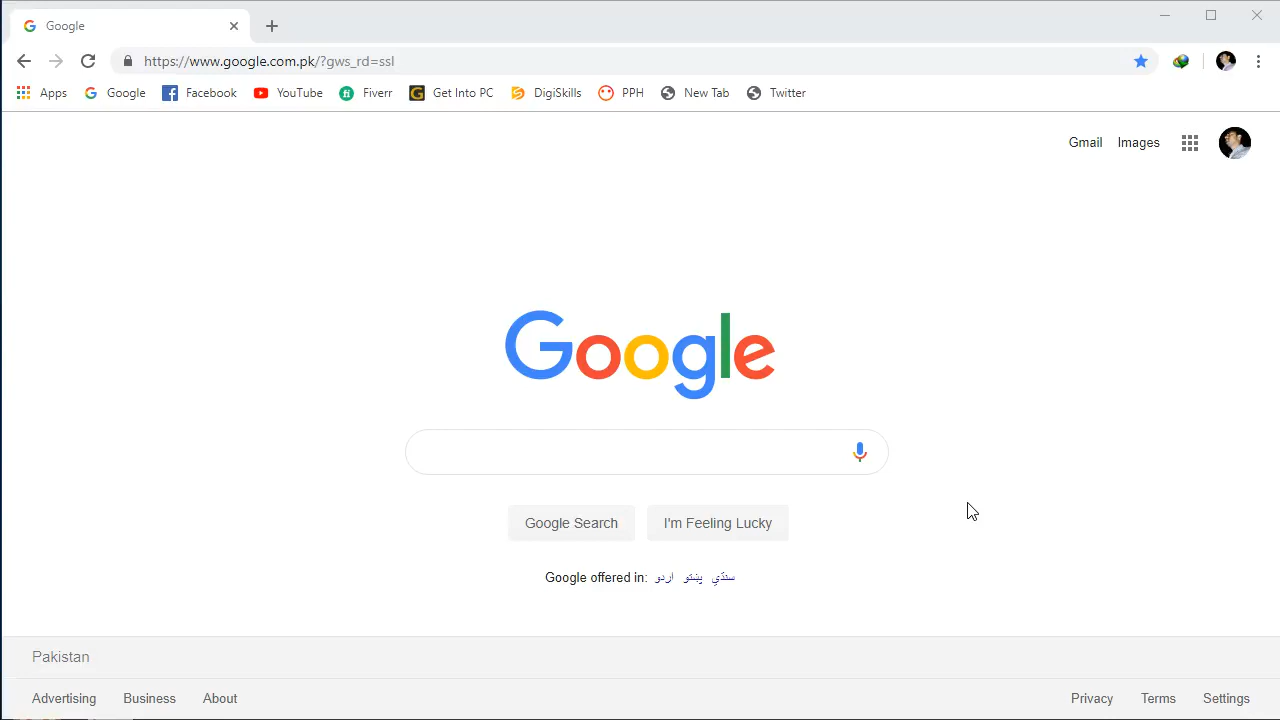 Google
https://www.google.com.pk/?gws_rd=ssl
Apps Google Facebook YouTube Fiverr Get Into PC DigiSkills PPH New Tab Twitter
Gmail Images
Google
Google Search I'm Feeling Lucky
Google offered in: اردو پښتو سنڌي
Pakistan
Advertising Business About Privacy Terms Settings